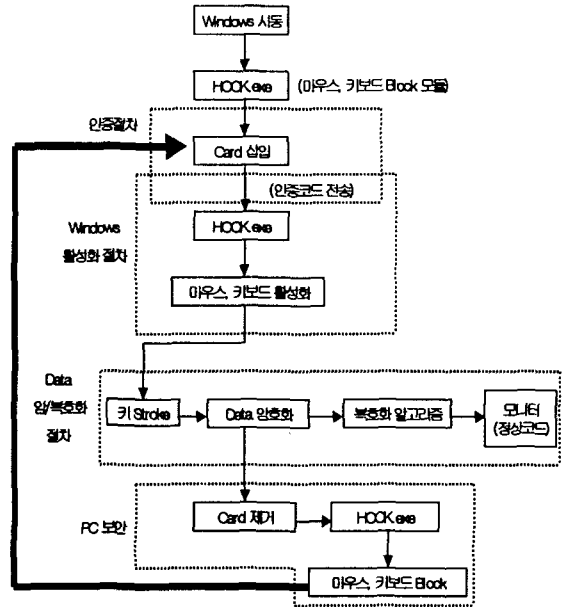 Windows 시동
HOOK.exe
(마우스, 키보드 Block 모듈)
인증절차
Card 삽입
(인증코드 전송)
Windows
활성화 절차
HOOK.exe
마우스, 키보드 활성화
Data
암/복호화
절차
키 Stroke
Data 암호화
복호화 알고리즘
모니터
(정상코드)
PC 보안
Card 제거
HOOK.exe
마우스, 키보드 Block